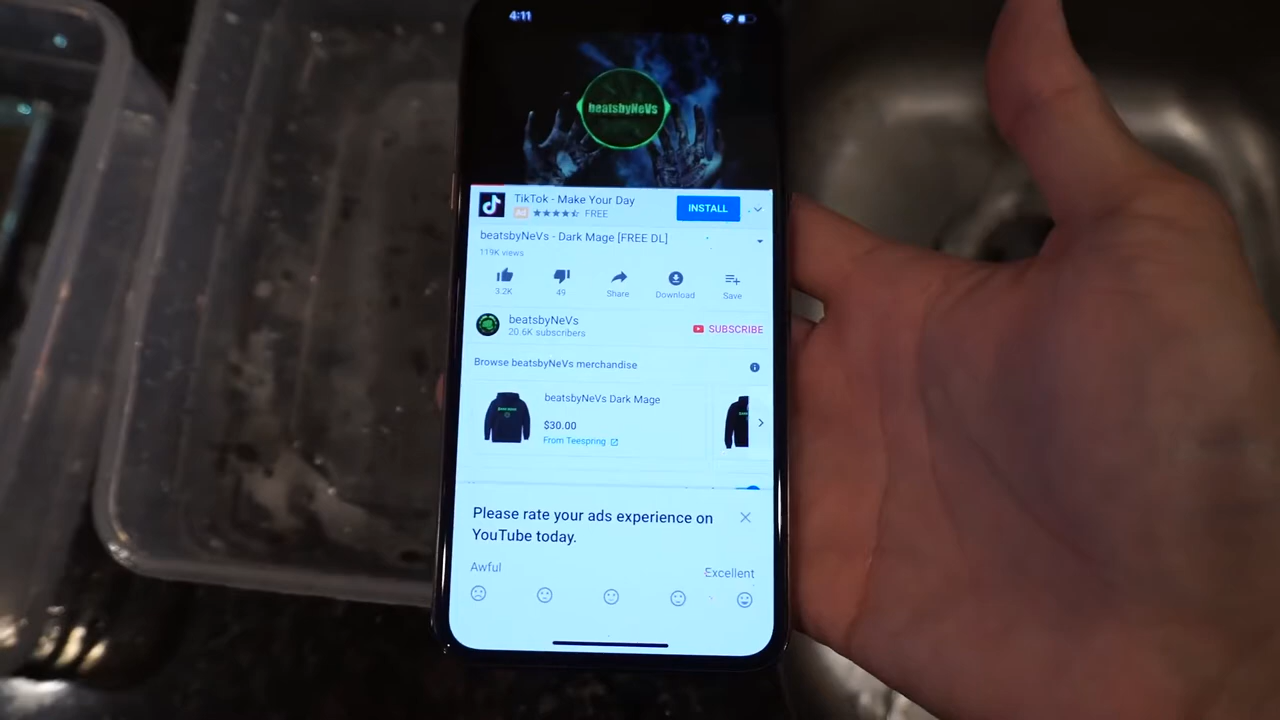 4:11
beatsbyNeVs
TikTok - Make Your Day
Ad FREE
INSTALL
beatsbyNeVs - Dark Mage [FREE DL]
119K views
3.2K
49
Share
Download
Save
beatsbyNeVs
20.6K subscribers
SUBSCRIBE
Browse beatsbyNeVs merchandise
beatsbyNeVs Dark Mage
$30.00
From Teespring
Please rate your ads experience on
YouTube today.
Awful
Excellent